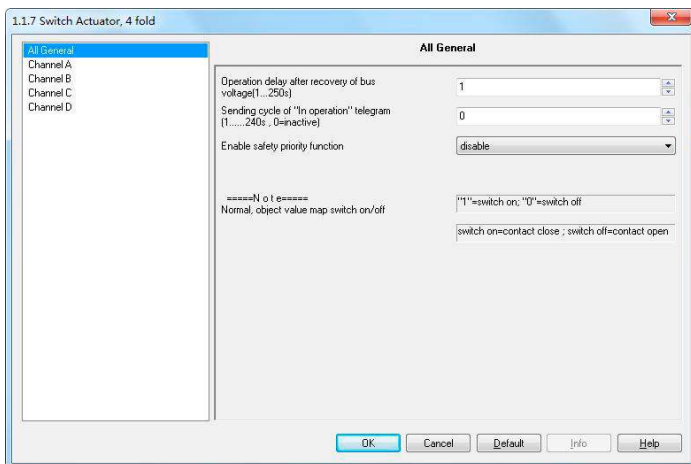 1.1.7 Switch Actuator, 4 fold
All General
Channel A
Channel B
Channel C
Channel D
All General
Operation delay after recovery of bus
voltage(1...250s)
1
Sending cycle of "In operation" telegram
(1......240s , 0=inactive)
0
Enable safety priority function
disable
=====N o t e=====
Normal, object value map switch on/off
"1"=switch on; "0"=switch off
switch on=contact close ; switch off=contact open
OK
Cancel
Default
Info
Help